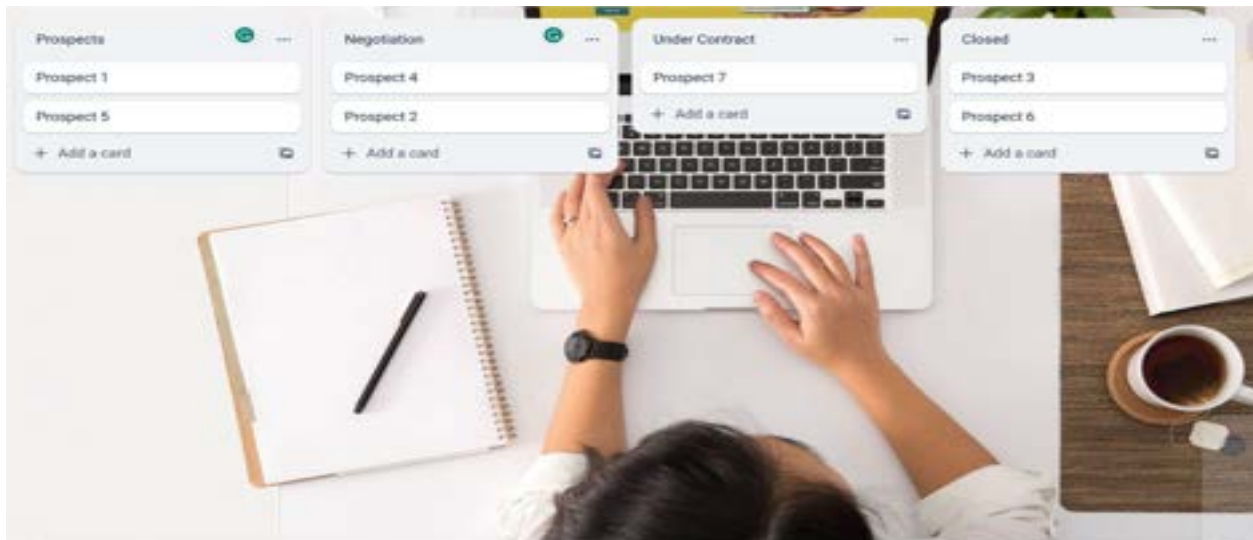 Prospects
Prospect 1
Prospect 5
+ Add a card
Negotiation
Prospect 4
Prospect 2
+ Add a card
Under Contract
Prospect 7
+ Add a card
Closed
Prospect 3
Prospect 6
+ Add a card